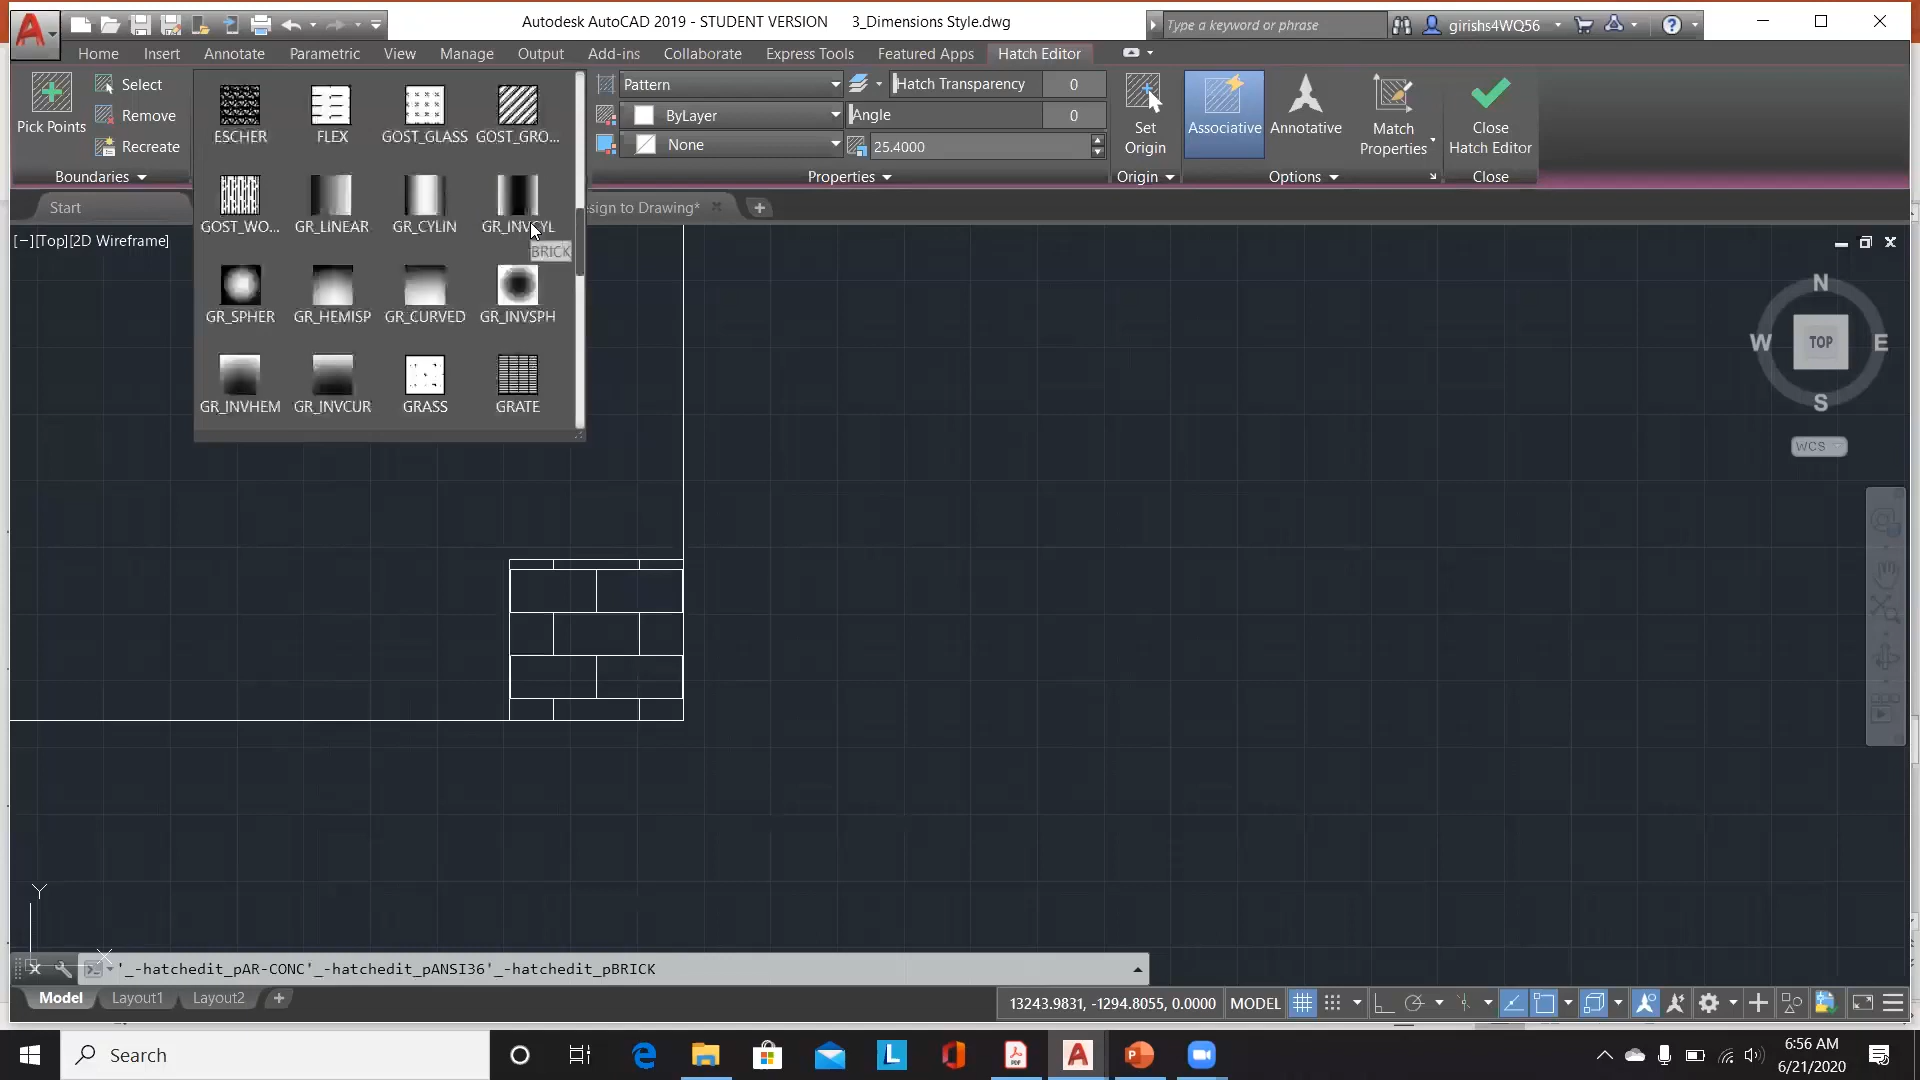 Autodesk AutoCAD 2019 - STUDENT VERSION 3_Dimensions Style.dwg
Type a keyword or phrase
girishs4WQ56
Home Insert Annotate Parametric View Manage Output Add-ins Collaborate Express Tools Featured Apps Hatch Editor
Pick Points
Select
Remove
Recreate
Boundaries
ESCHER FLEX GOST_GLASS GOST_GRO...
GOST_WO... GR_LINEAR GR_CYLIN GR_INVCYL
BRICK
GR_SPHER GR_HEMISP GR_CURVED GR_INVSPH
GR_INVHEM GR_INVCUR GRASS GRATE
Pattern
ByLayer
None
Hatch Transparency 0
Angle 0
25.4000
Properties
Set
Origin
Origin
Associative
Annotative
Match
Properties
Options
Close
Hatch Editor
Close
Start
sign to Drawing*
[−][Top][2D Wireframe]
N
W TOP E
S
WCS
Y
X
'_-hatchedit_pAR-CONC'_-hatchedit_pANSI36'_-hatchedit_pBRICK
Model Layout1 Layout2
13243.9831, -1294.8055, 0.0000 MODEL
Search
6:56 AM
6/21/2020